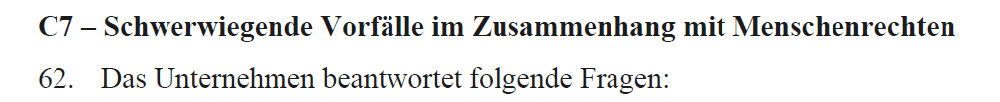 C7 – Schwerwiegende Vorfälle im Zusammenhang mit Menschenrechten
62. Das Unternehmen beantwortet folgende Fragen: